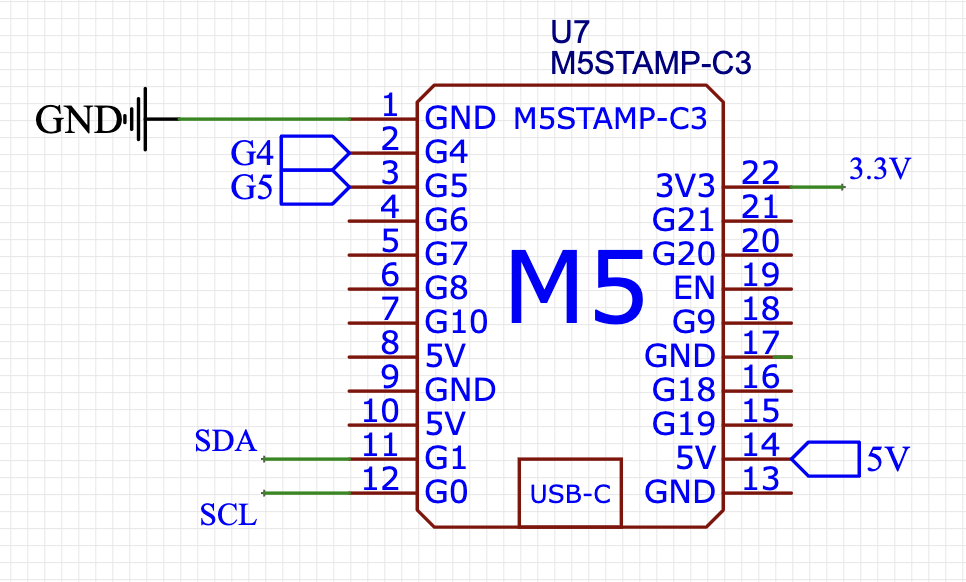 U7
M5STAMP-C3
GND 1 GND M5STAMP-C3
G4 2 G4
G5 3 G5 3V3 22 3.3V
4 G6 G21 21
5 G7 G20 20
6 G8 EN 19
7 G10 G9 18
8 5V GND 17
9 GND G18 16
10 5V G19 15
SDA 11 G1 5V 14 5V
SCL 12 G0 GND 13
M5
USB-C